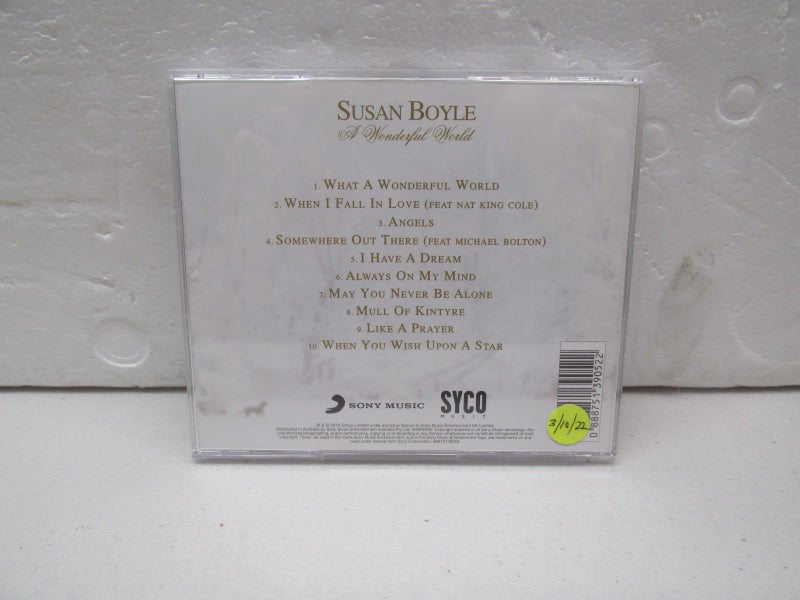 SUSAN BOYLE
A Wonderful World
1. WHAT A WONDERFUL WORLD
2. WHEN I FALL IN LOVE (FEAT NAT KING COLE)
3. ANGELS
4. SOMEWHERE OUT THERE (FEAT MICHAEL BOLTON)
5. I HAVE A DREAM
6. ALWAYS ON MY MIND
7. MAY YOU NEVER BE ALONE
8. MULL OF KINTYRE
9. LIKE A PRAYER
10. WHEN YOU WISH UPON A STAR
SONY MUSIC
SYCO
MUSIC
0 888751 390522
3/10/22